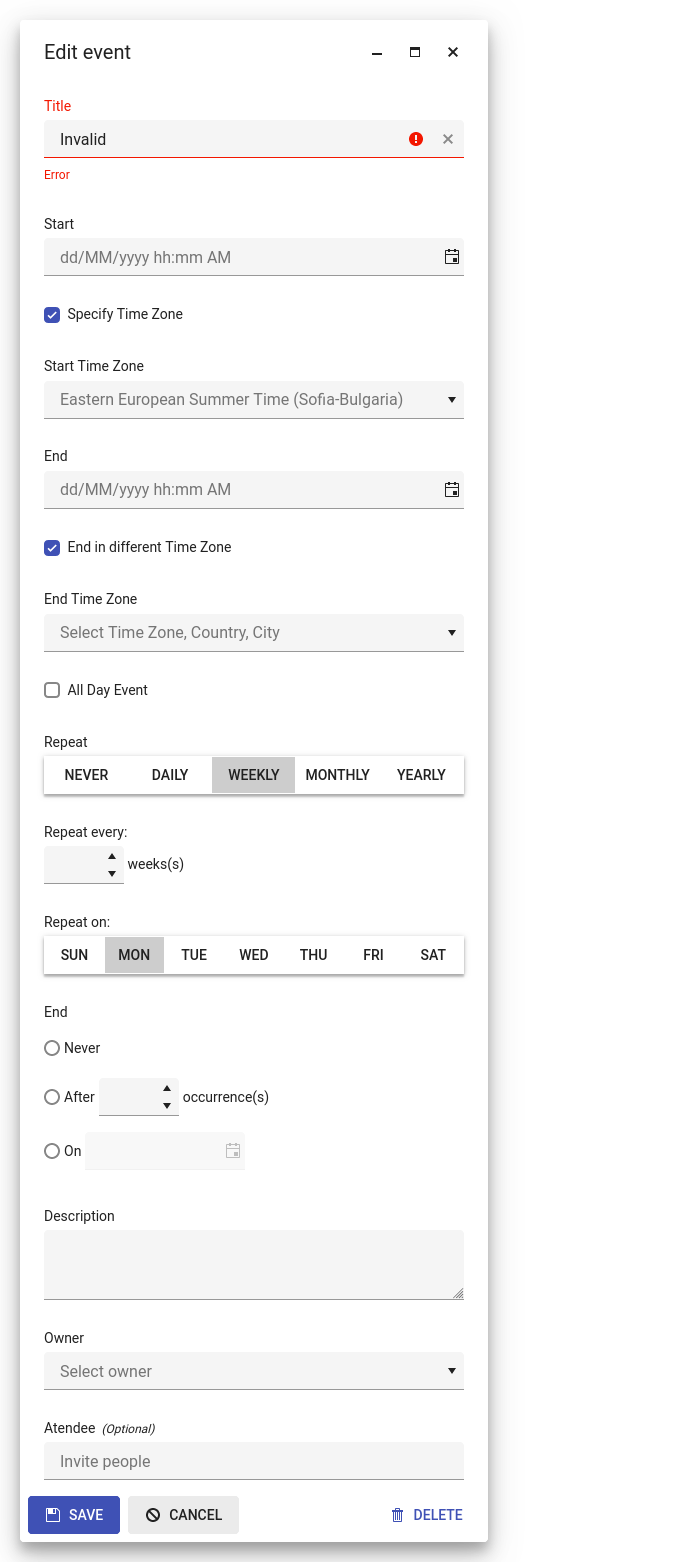 Edit event
Title
Invalid
Error
Start
dd/MM/yyyy hh:mm AM
Specify Time Zone
Start Time Zone
Eastern European Summer Time (Sofia-Bulgaria)
End
dd/MM/yyyy hh:mm AM
End in different Time Zone
End Time Zone
Select Time Zone, Country, City
All Day Event
Repeat
NEVER DAILY WEEKLY MONTHLY YEARLY
Repeat every:
weeks(s)
Repeat on:
SUN MON TUE WED THU FRI SAT
End
Never
After occurrence(s)
On
Description
Owner
Select owner
Atendee (Optional)
Invite people
SAVE CANCEL DELETE